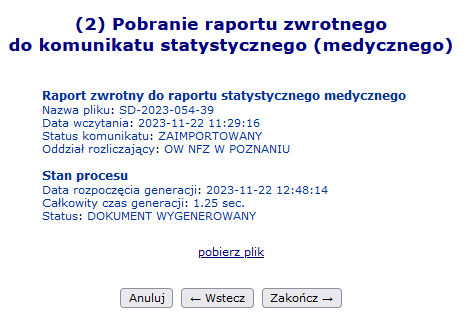 (2) Pobranie raportu zwrotnego
do komunikatu statystycznego (medycznego)
Raport zwrotny do raportu statystycznego medycznego
Nazwa pliku: SD-2023-054-39
Data wczytania: 2023-11-22 11:29:16
Status komunikatu: ZAIMPORTOWANY
Oddział rozliczający: OW NFZ W POZNANIU
Stan procesu
Data rozpoczęcia generacji: 2023-11-22 12:48:14
Całkowity czas generacji: 1.25 sec.
Status: DOKUMENT WYGENEROWANY
pobierz plik
Anuluj ← Wstecz Zakończ →